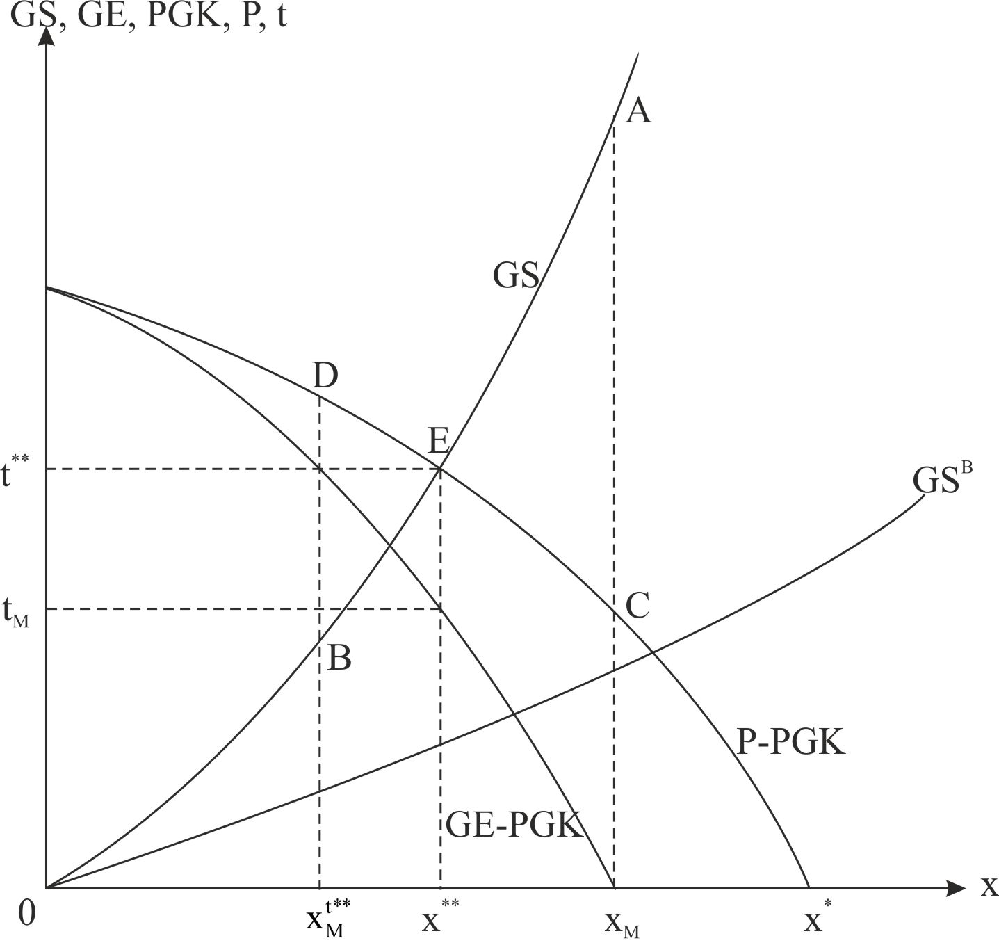 GS, GE, PGK, P, t
A
GS
D
E
t**
GS^B
C
t_M
B
P-PGK
GE-PGK
x
0
x_M^t**
x**
x_M
x*